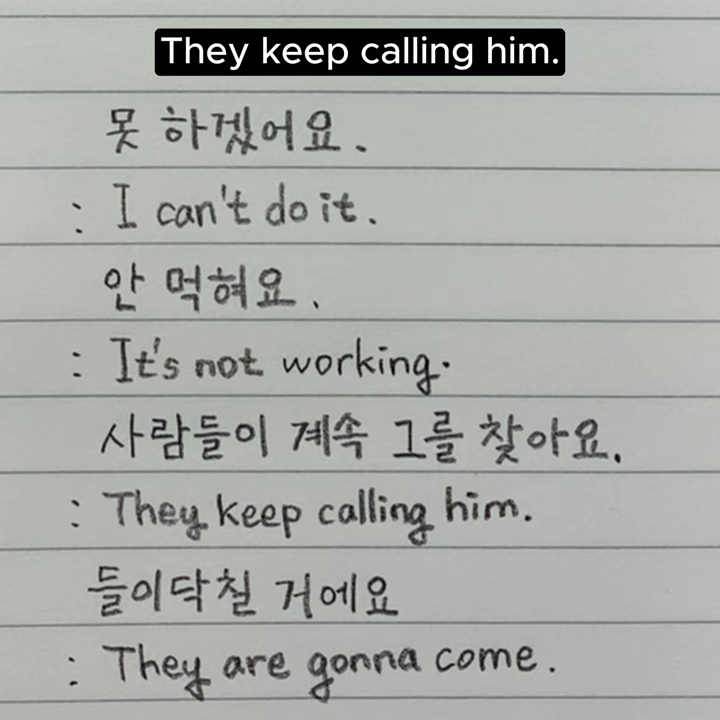 They keep calling him.
못 하겠어요.
: I can't do it.
안 먹혀요.
: It's not working.
사람들이 계속 그를 찾아요.
: They keep calling him.
들이닥칠 거에요
: They are gonna come.